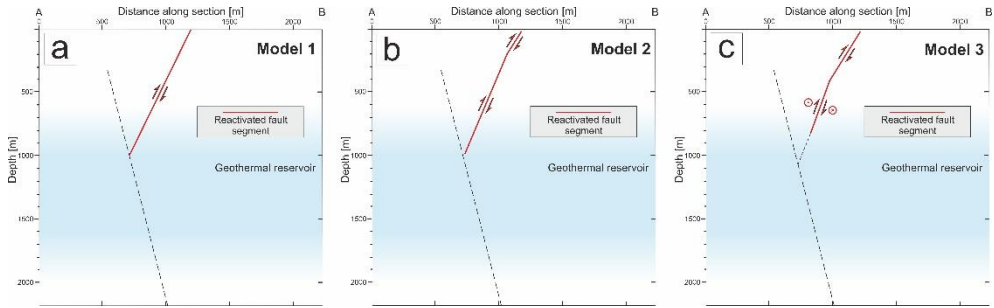 Distance along section [m]
A 500 1000 1500 2000 B
a
Model 1
Depth [m]
500
1000
1500
2000
Reactivated fault
segment
Geothermal reservoir
Distance along section [m]
A 500 1000 1500 2000 B
b
Model 2
Depth [m]
500
1000
1500
2000
Reactivated fault
segment
Geothermal reservoir
Distance along section [m]
A 0 500 1000 1500 2000 B
c
Model 3
Depth [m]
500
1000
1500
2000
Reactivated fault
segment
Geothermal reservoir